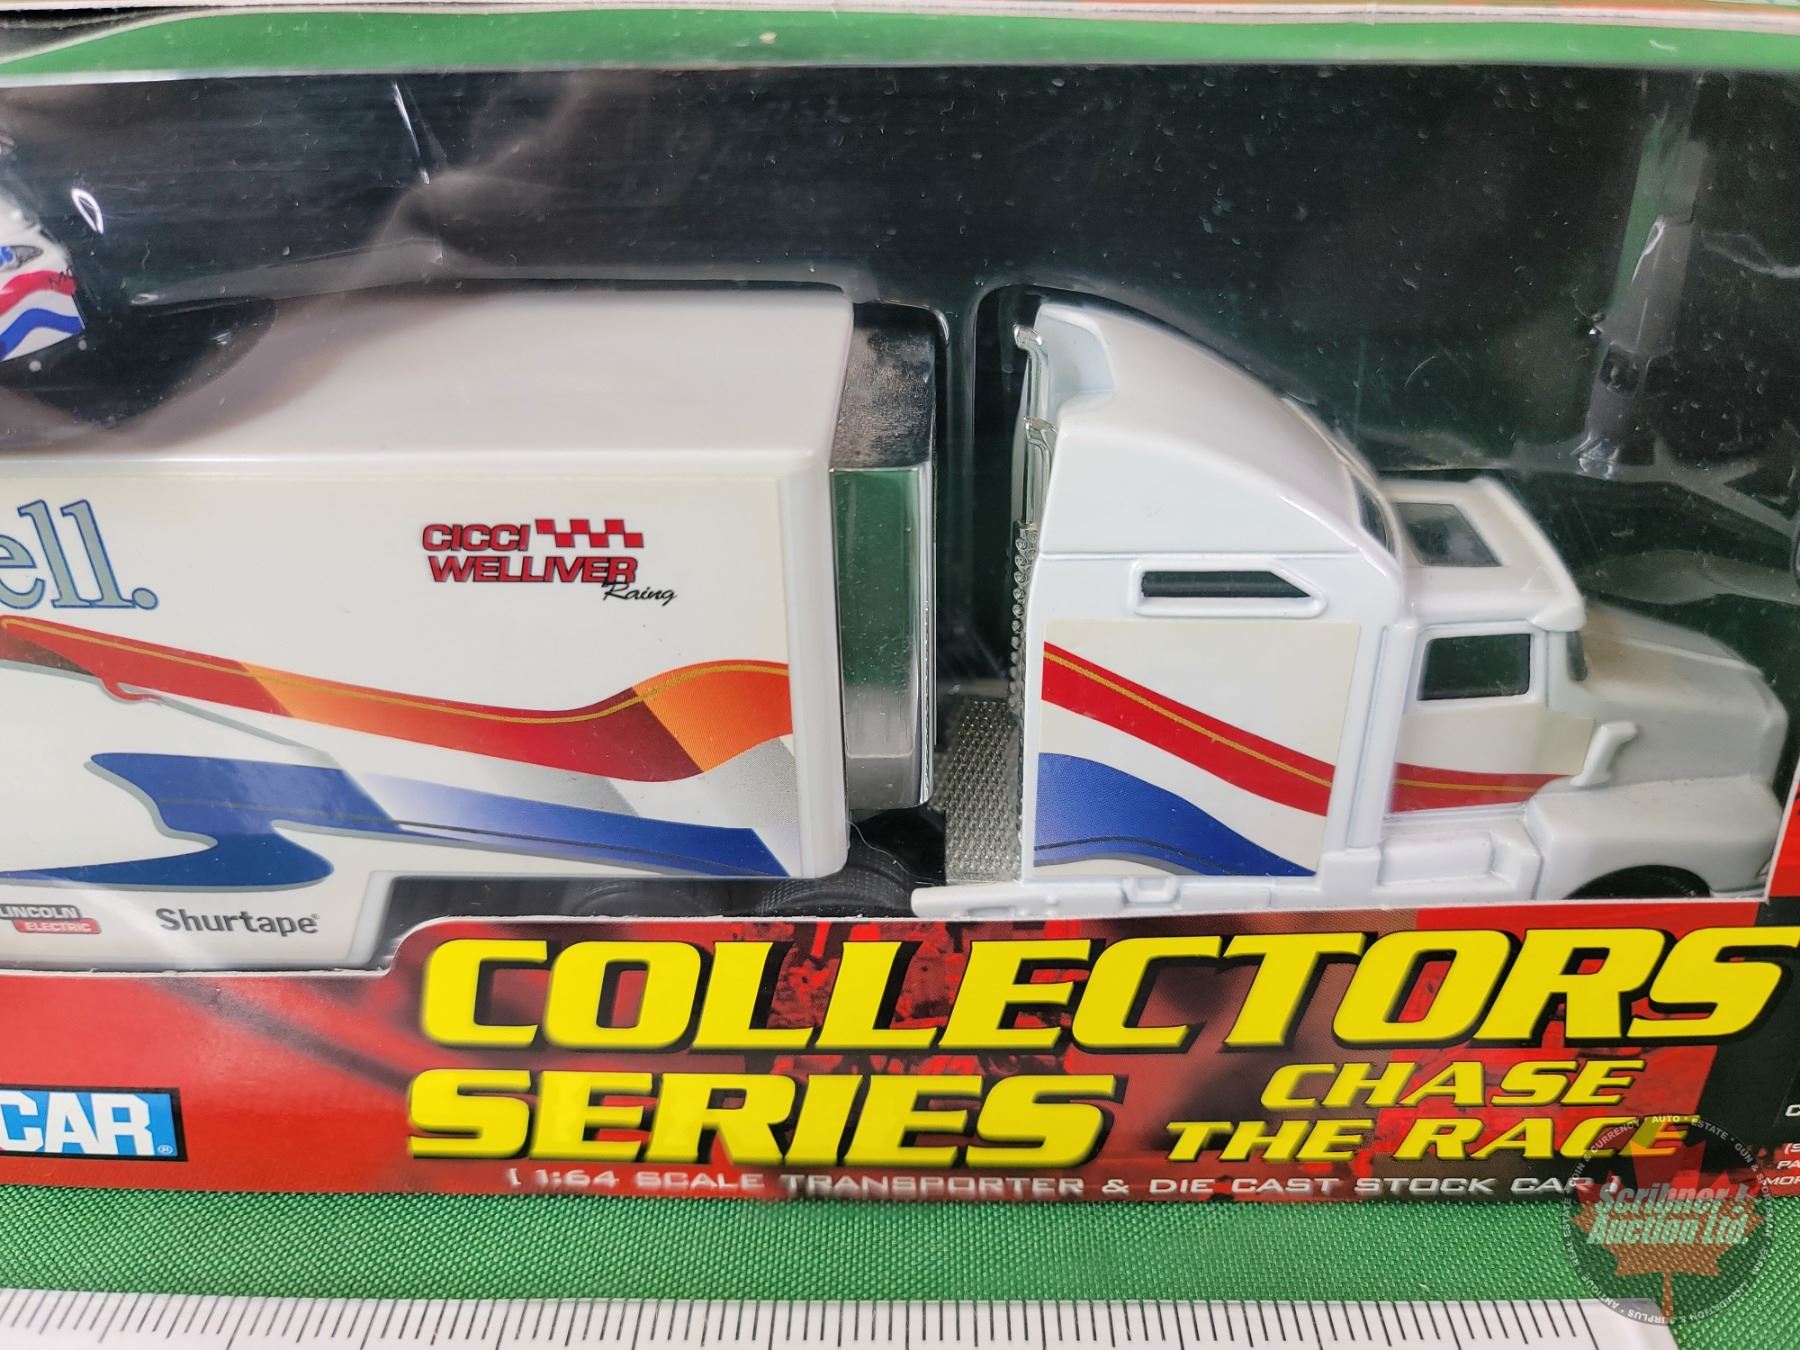 ell.
CICCI
WELLIVER
Raing
LINCOLN
ELECTRIC
Shurtape®
COLLECTORS
SERIES
CHASE
THE RACE
CAR®
( 1:64 SCALE TRANSPORTER & DIE CAST STOCK CAR )
Scribner
Auction Ltd.